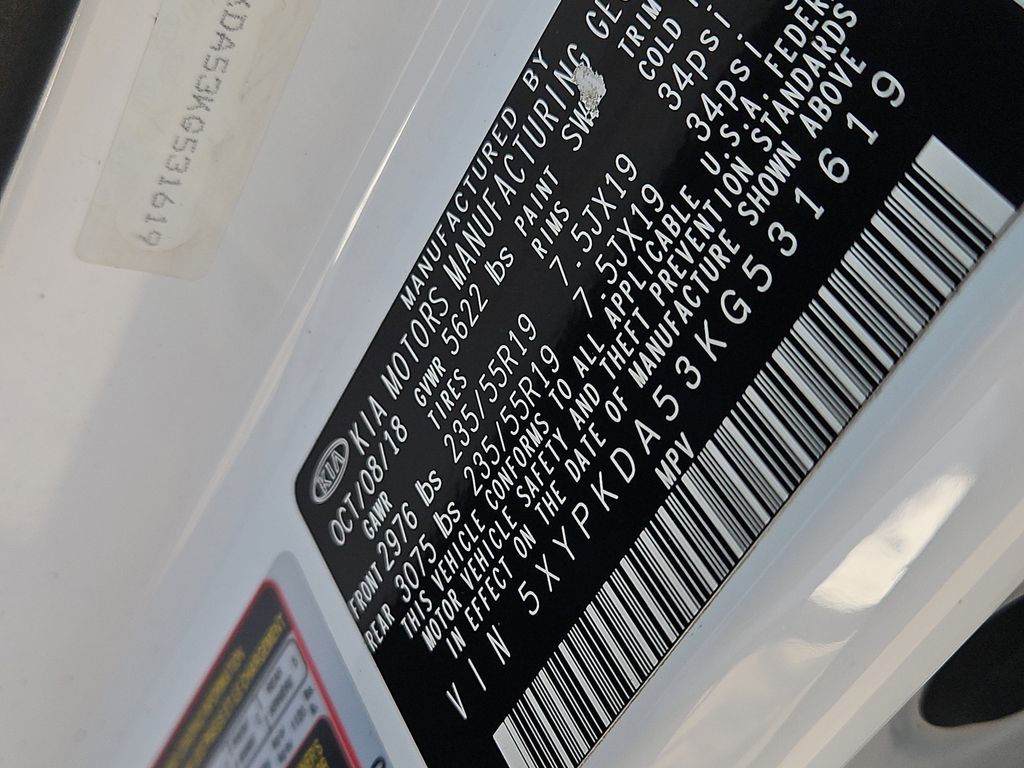 KDA53KG531619
MANUFACTURED BY
KIA KIA MOTORS MANUFACTURING GEO
OCT/08/18 GVWR 5622 lbs PAINT SW
GAWR TIRES RIMS TRIM COLD
FRONT 2976 lbs 235/55R19 7.5JX19 34psi
REAR 3075 lbs 235/55R19 7.5JX19 34psi
THIS VEHICLE CONFORMS TO ALL APPLICABLE U.S.A. FEDER
MOTOR VEHICLE SAFETY AND THEFT PREVENTION STANDARDS
IN EFFECT ON THE DATE OF MANUFACTURE SHOWN ABOVE
VIN 5XYPKDA53KG531619
MPV